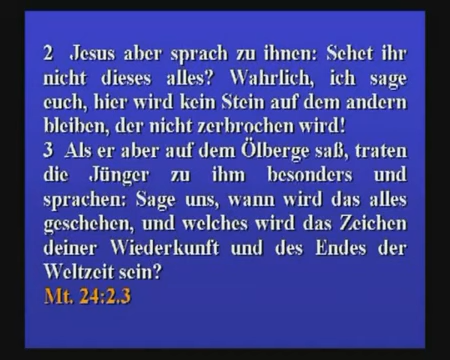 2 Jesus aber sprach zu ihnen: Sehet ihr
nicht dieses alles? Wahrlich, ich sage
euch, hier wird kein Stein auf dem andern
bleiben, der nicht zerbrochen wird!
3 Als er aber auf dem Ölberge saß, traten
die Jünger zu ihm besonders und
sprachen: Sage uns, wann wird das alles
geschehen, und welches wird das Zeichen
deiner Wiederkunft und des Endes der
Weltzeit sein?
Mt. 24:2.3